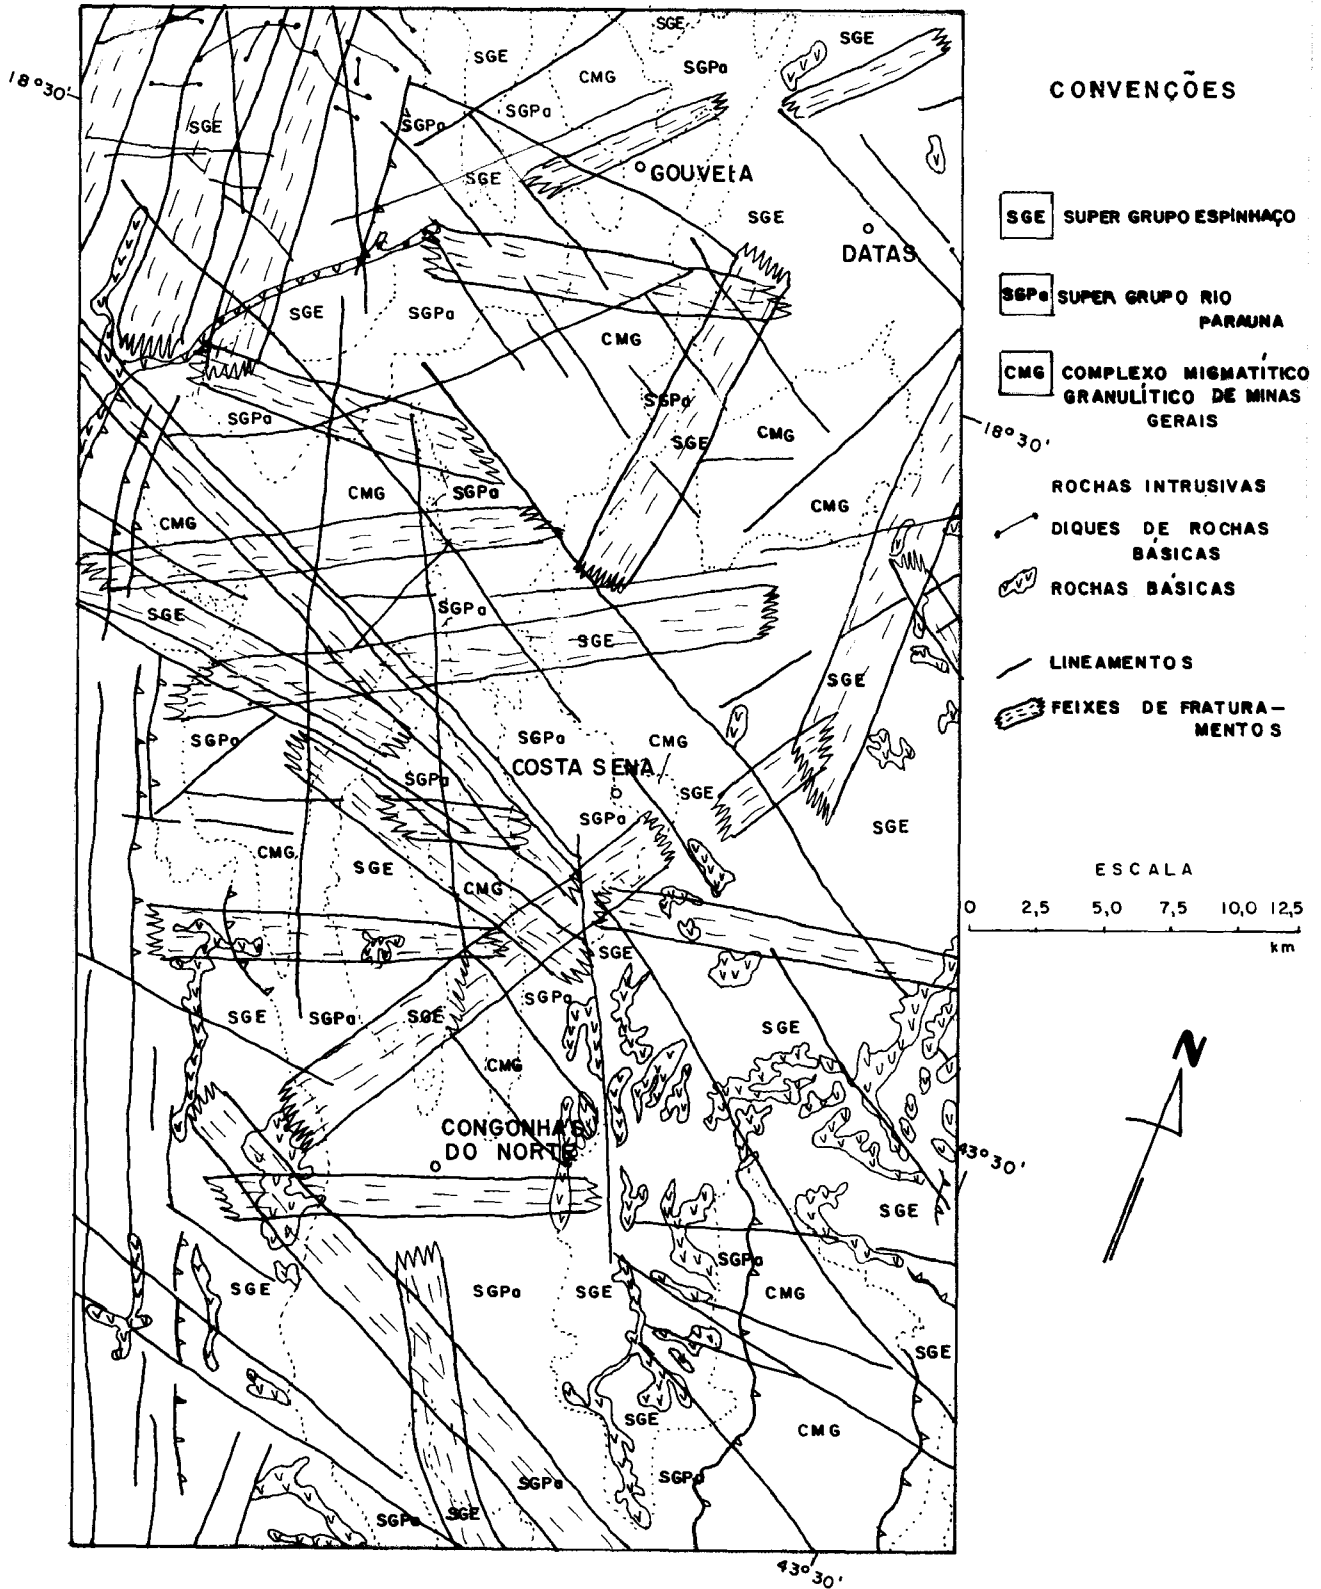 SGE
SGE
SGE
CMG
SGPa
18°30'
CONVENÇÕES
SGPa
SGE
SGPa
GOUVEIA
SGE
SGE
SGE SUPER GRUPO ESPINHAÇO
DATAS
SGPa SUPER GRUPO RIO
PARAUNA
SGE
SGPa
CMG
CMG COMPLEXO MIGMATÍTICO
GRANULÍTICO DE MINAS
GERAIS
SGPa
SGPa
SGE
CMG
18°30'
CMG
SGPa
CMG
ROCHAS INTRUSIVAS
CMG
DIQUES DE ROCHAS
BÁSICAS
ROCHAS BÁSICAS
SGE
SGPa
SGE
LINEAMENTOS
SGE
FEIXES DE FRATURA-
MENTOS
SGPa
SGPa
CMG
COSTA SENA
SGPa
SGE
SGPa
SGE
CMG
SGE
CMG
ESCALA
0 2,5 5,0 7,5 10,0 12,5
km
SGE
SGPa
SGE
SGPa
SGE
SGE
CMG
N
CONGONHAS
DO NORTE
43°30'
SGE
SGPa
SGE
SGPa
SGE
CMG
SGE
SGE
CMG
SGPa
SGPa
SGPa
SGE
43°30'